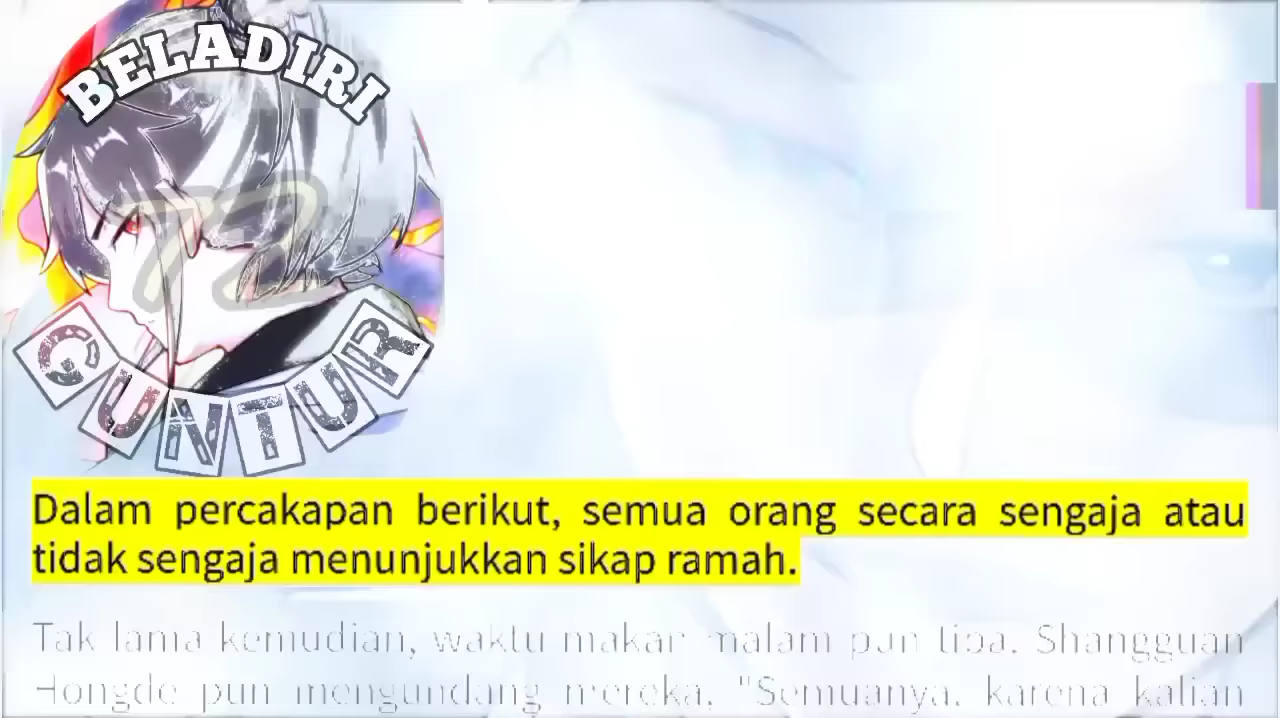 BELADIRI
GUNTUR
Dalam percakapan berikut, semua orang secara sengaja atau
tidak sengaja menunjukkan sikap ramah.
Tak lama kemudian, waktu makan malam pun tiba. Shangguan
Hongde pun mengundang mereka, "Semuanya, karena kalian